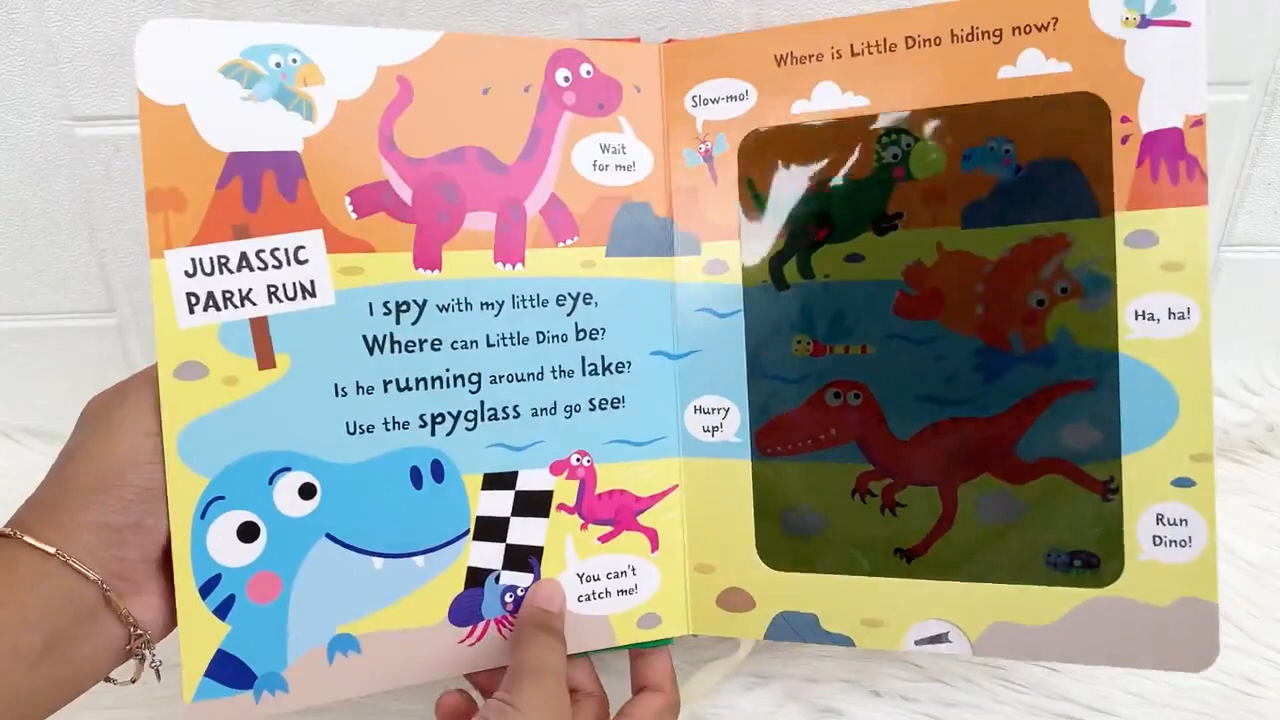 Wait
for me!
JURASSIC
PARK RUN
I spy with my little eye,
Where can Little Dino be?
Is he running around the lake?
Use the spyglass and go see!
You can't
catch me!
Where is Little Dino hiding now?
Slow-mo!
Ha, ha!
Hurry
up!
Run
Dino!